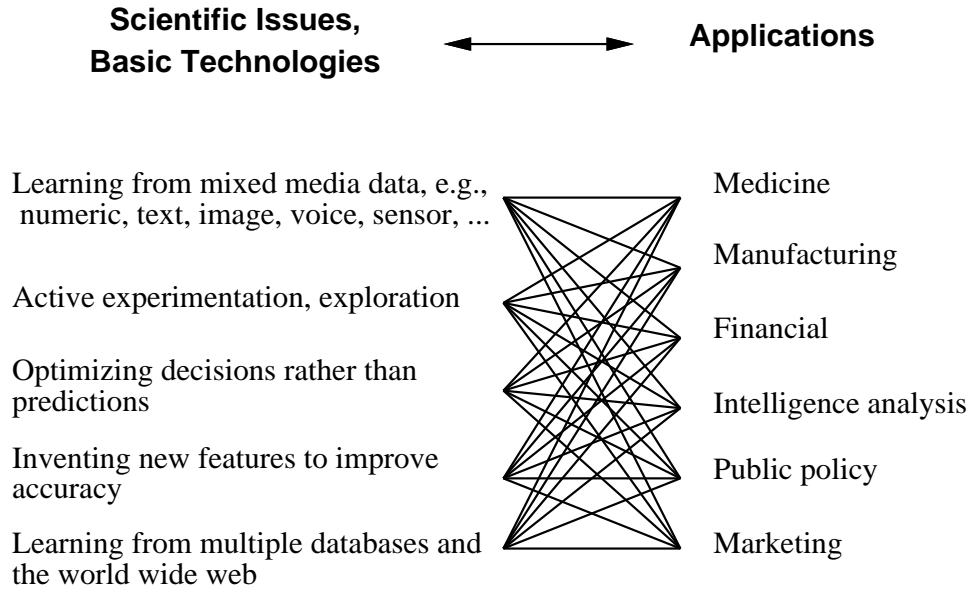 Scientific Issues,
Basic Technologies
Applications
Learning from mixed media data, e.g.,
numeric, text, image, voice, sensor, ...
Active experimentation, exploration
Optimizing decisions rather than
predictions
Inventing new features to improve
accuracy
Learning from multiple databases and
the world wide web
Medicine
Manufacturing
Financial
Intelligence analysis
Public policy
Marketing